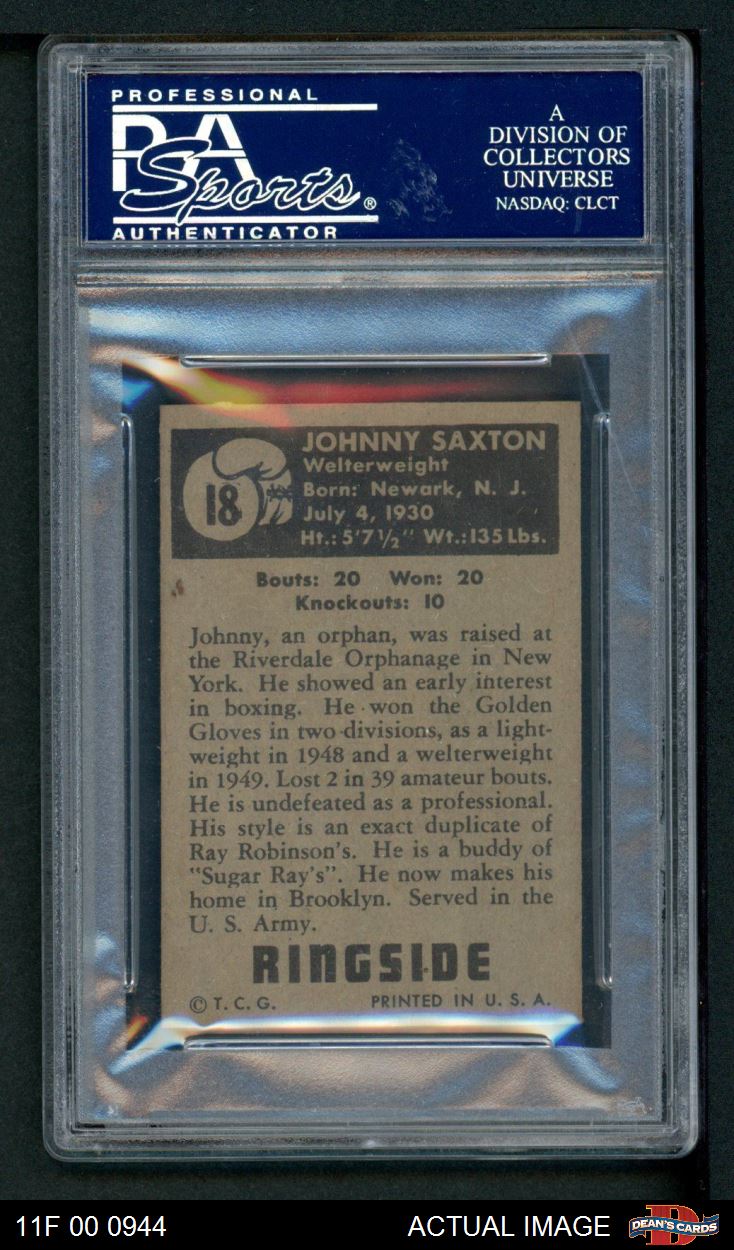 PROFESSIONAL
PSA
Sports®
AUTHENTICATOR
A
DIVISION OF
COLLECTORS
UNIVERSE
NASDAQ: CLCT
18
JOHNNY SAXTON
Welterweight
Born: Newark, N. J.
July 4, 1930
Ht.: 5'7½" Wt.: 135 Lbs.
Bouts: 20 Won: 20
Knockouts: 10
Johnny, an orphan, was raised at
the Riverdale Orphanage in New
York. He showed an early interest
in boxing. He won the Golden
Gloves in two divisions, as a light-
weight in 1948 and a welterweight
in 1949. Lost 2 in 39 amateur bouts.
He is undefeated as a professional.
His style is an exact duplicate of
Ray Robinson's. He is a buddy of
"Sugar Ray's". He now makes his
home in Brooklyn. Served in the
U. S. Army.
RINGSIDE
© T. C. G. PRINTED IN U. S. A.
11F 00 0944 ACTUAL IMAGE DEAN'S CARDS